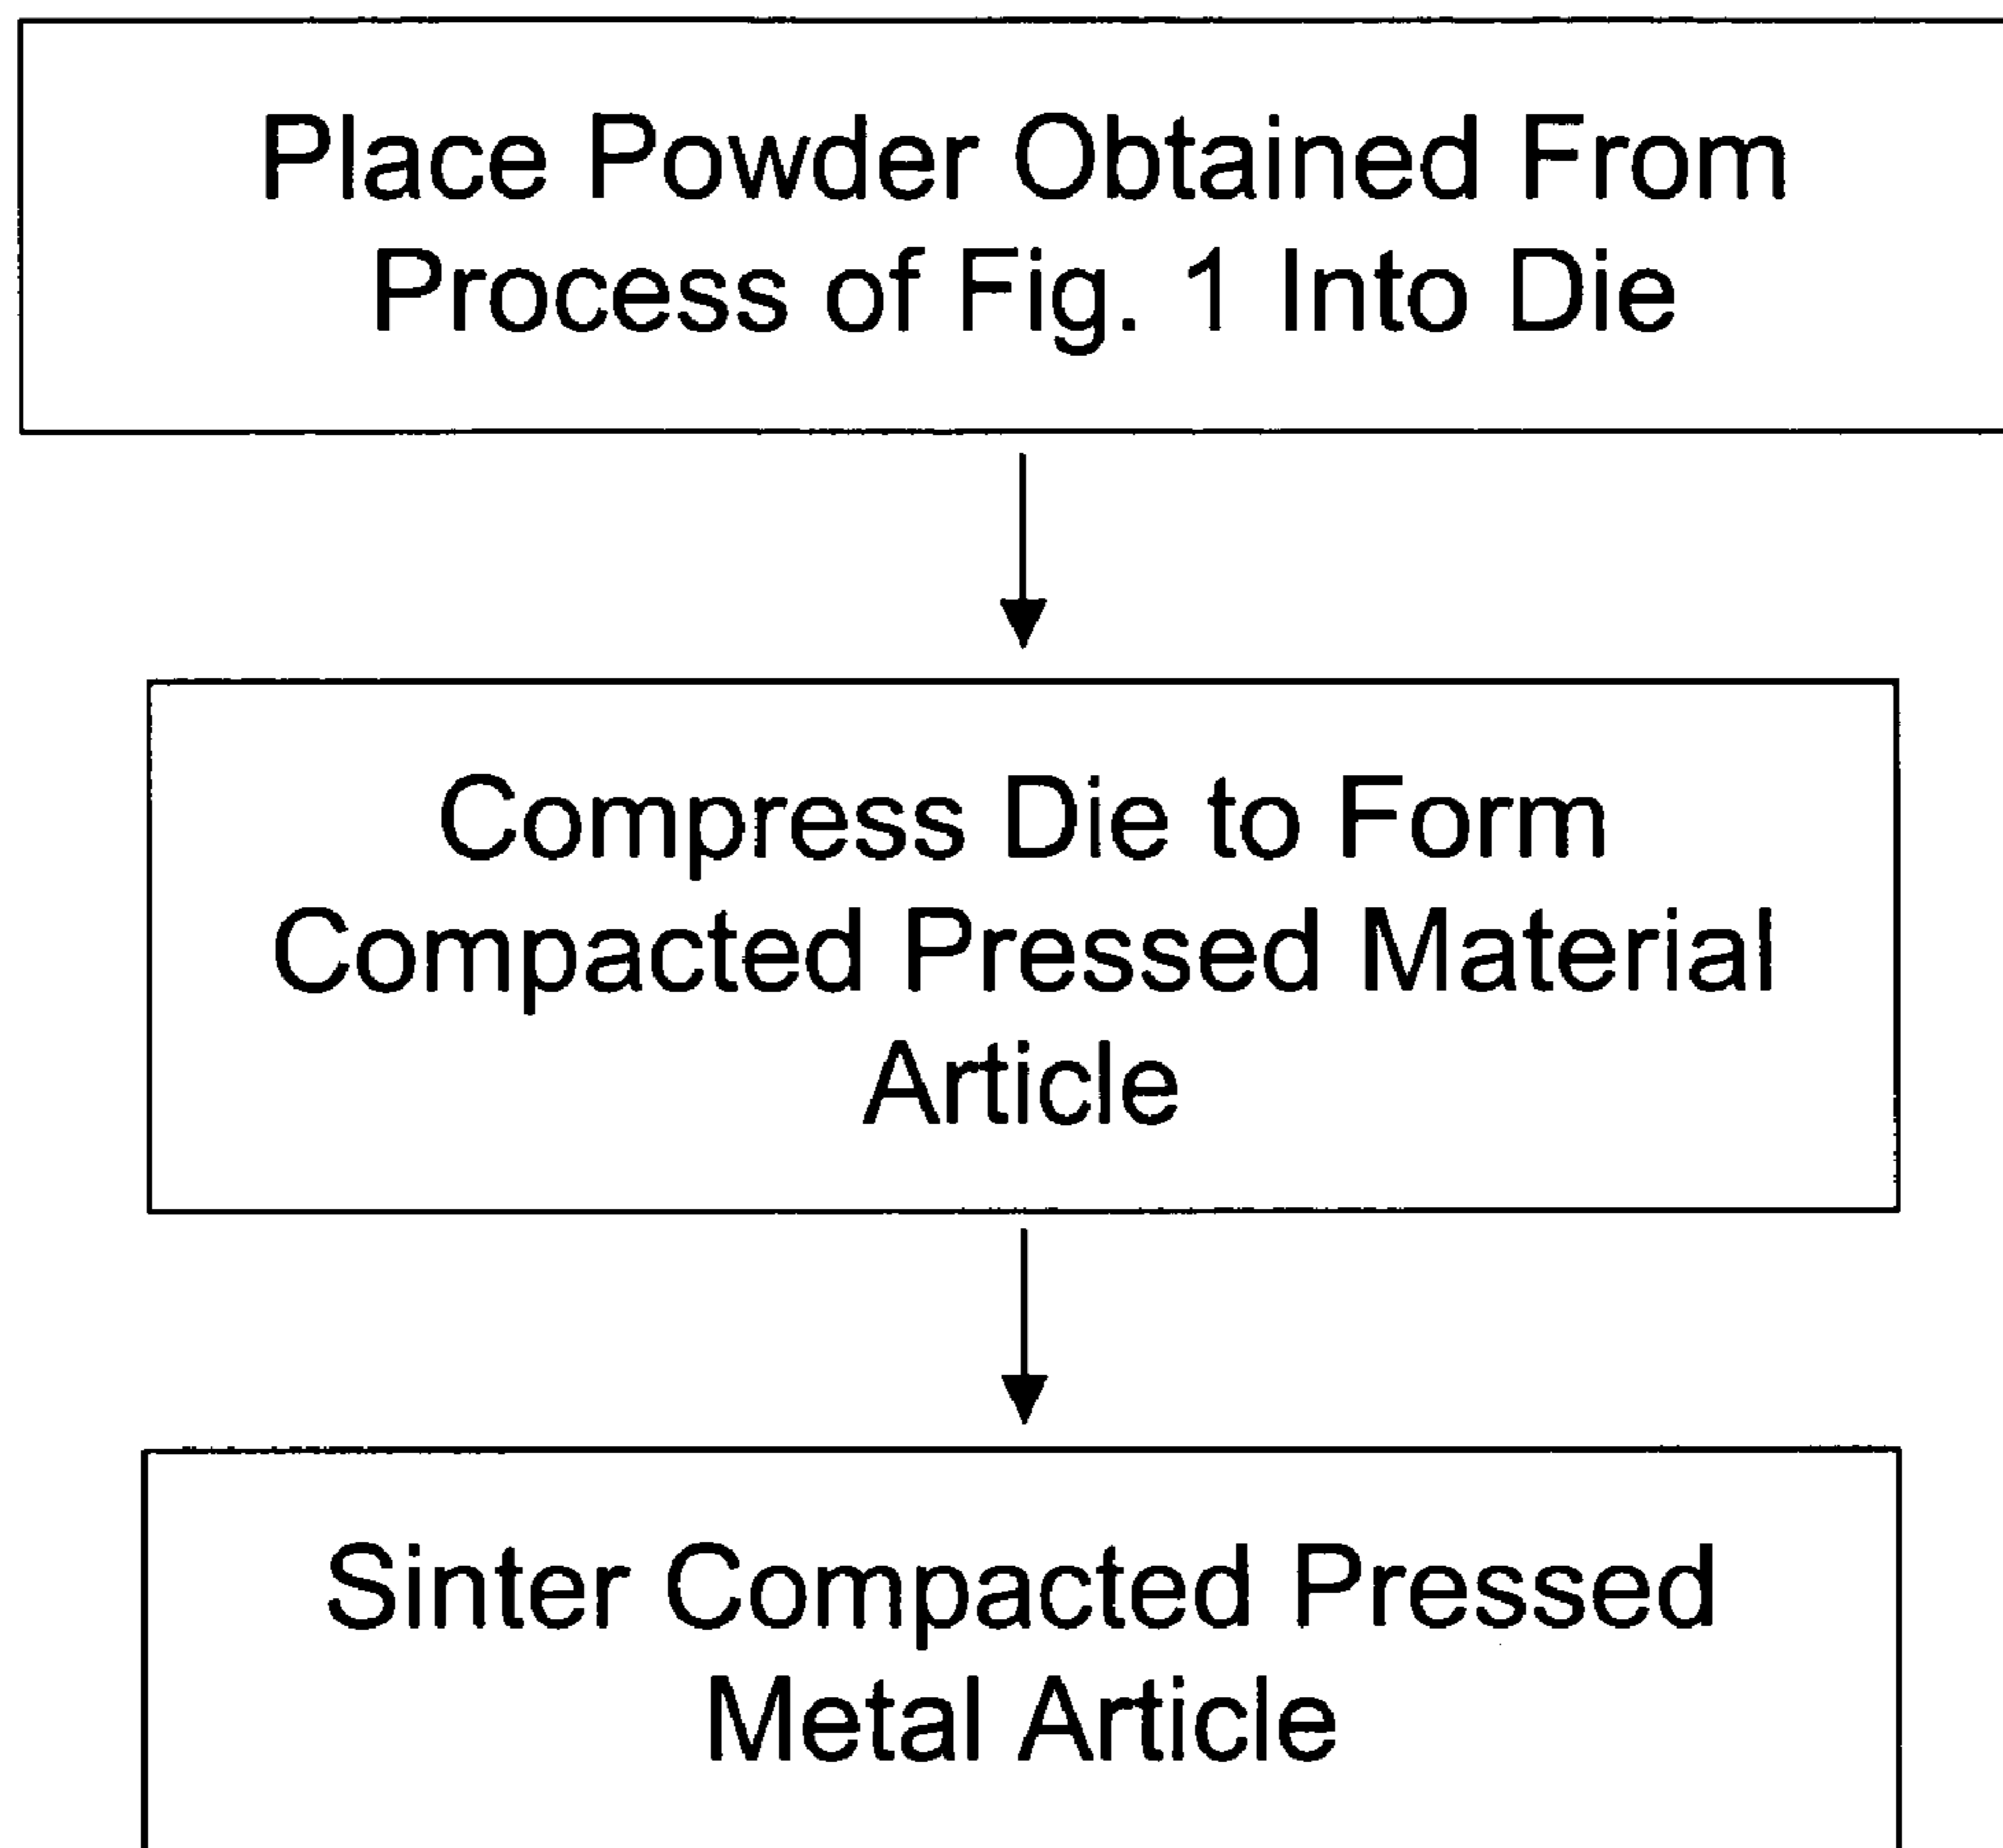 Place Powder Obtained From
Process of Fig. 1 Into Die
Compress Die to Form
Compacted Pressed Material
Article
Sinter Compacted Pressed
Metal Article